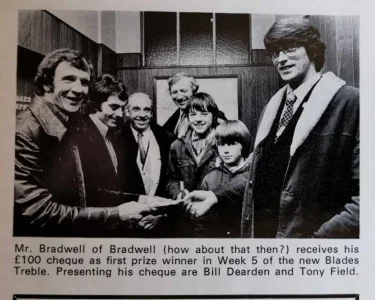 Mr. Bradwell of Bradwell (how about that then?) receives his
£100 cheque as first prize winner in Week 5 of the new Blades
Treble. Presenting his cheque are Bill Dearden and Tony Field.